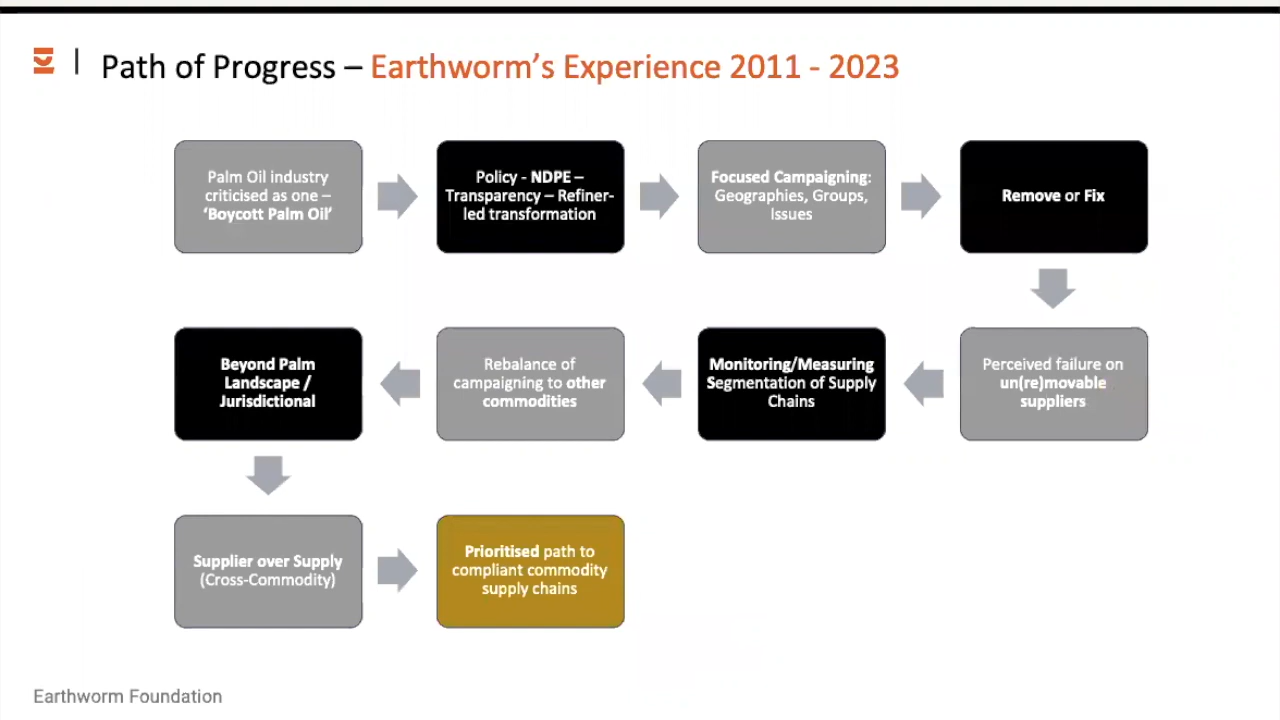 Path of Progress – Earthworm’s Experience 2011 - 2023
Palm Oil industry
criticised as one –
‘Boycott Palm Oil’
Policy - NDPE –
Transparency – Refiner-
led transformation
Focused Campaigning:
Geographies, Groups,
Issues
Remove or Fix
Perceived failure on
un(re)movable
suppliers
Monitoring/Measuring
Segmentation of Supply
Chains
Rebalance of
campaigning to other
commodities
Beyond Palm
Landscape /
Jurisdictional
Supplier over Supply
(Cross-Commodity)
Prioritised path to
compliant commodity
supply chains
Earthworm Foundation